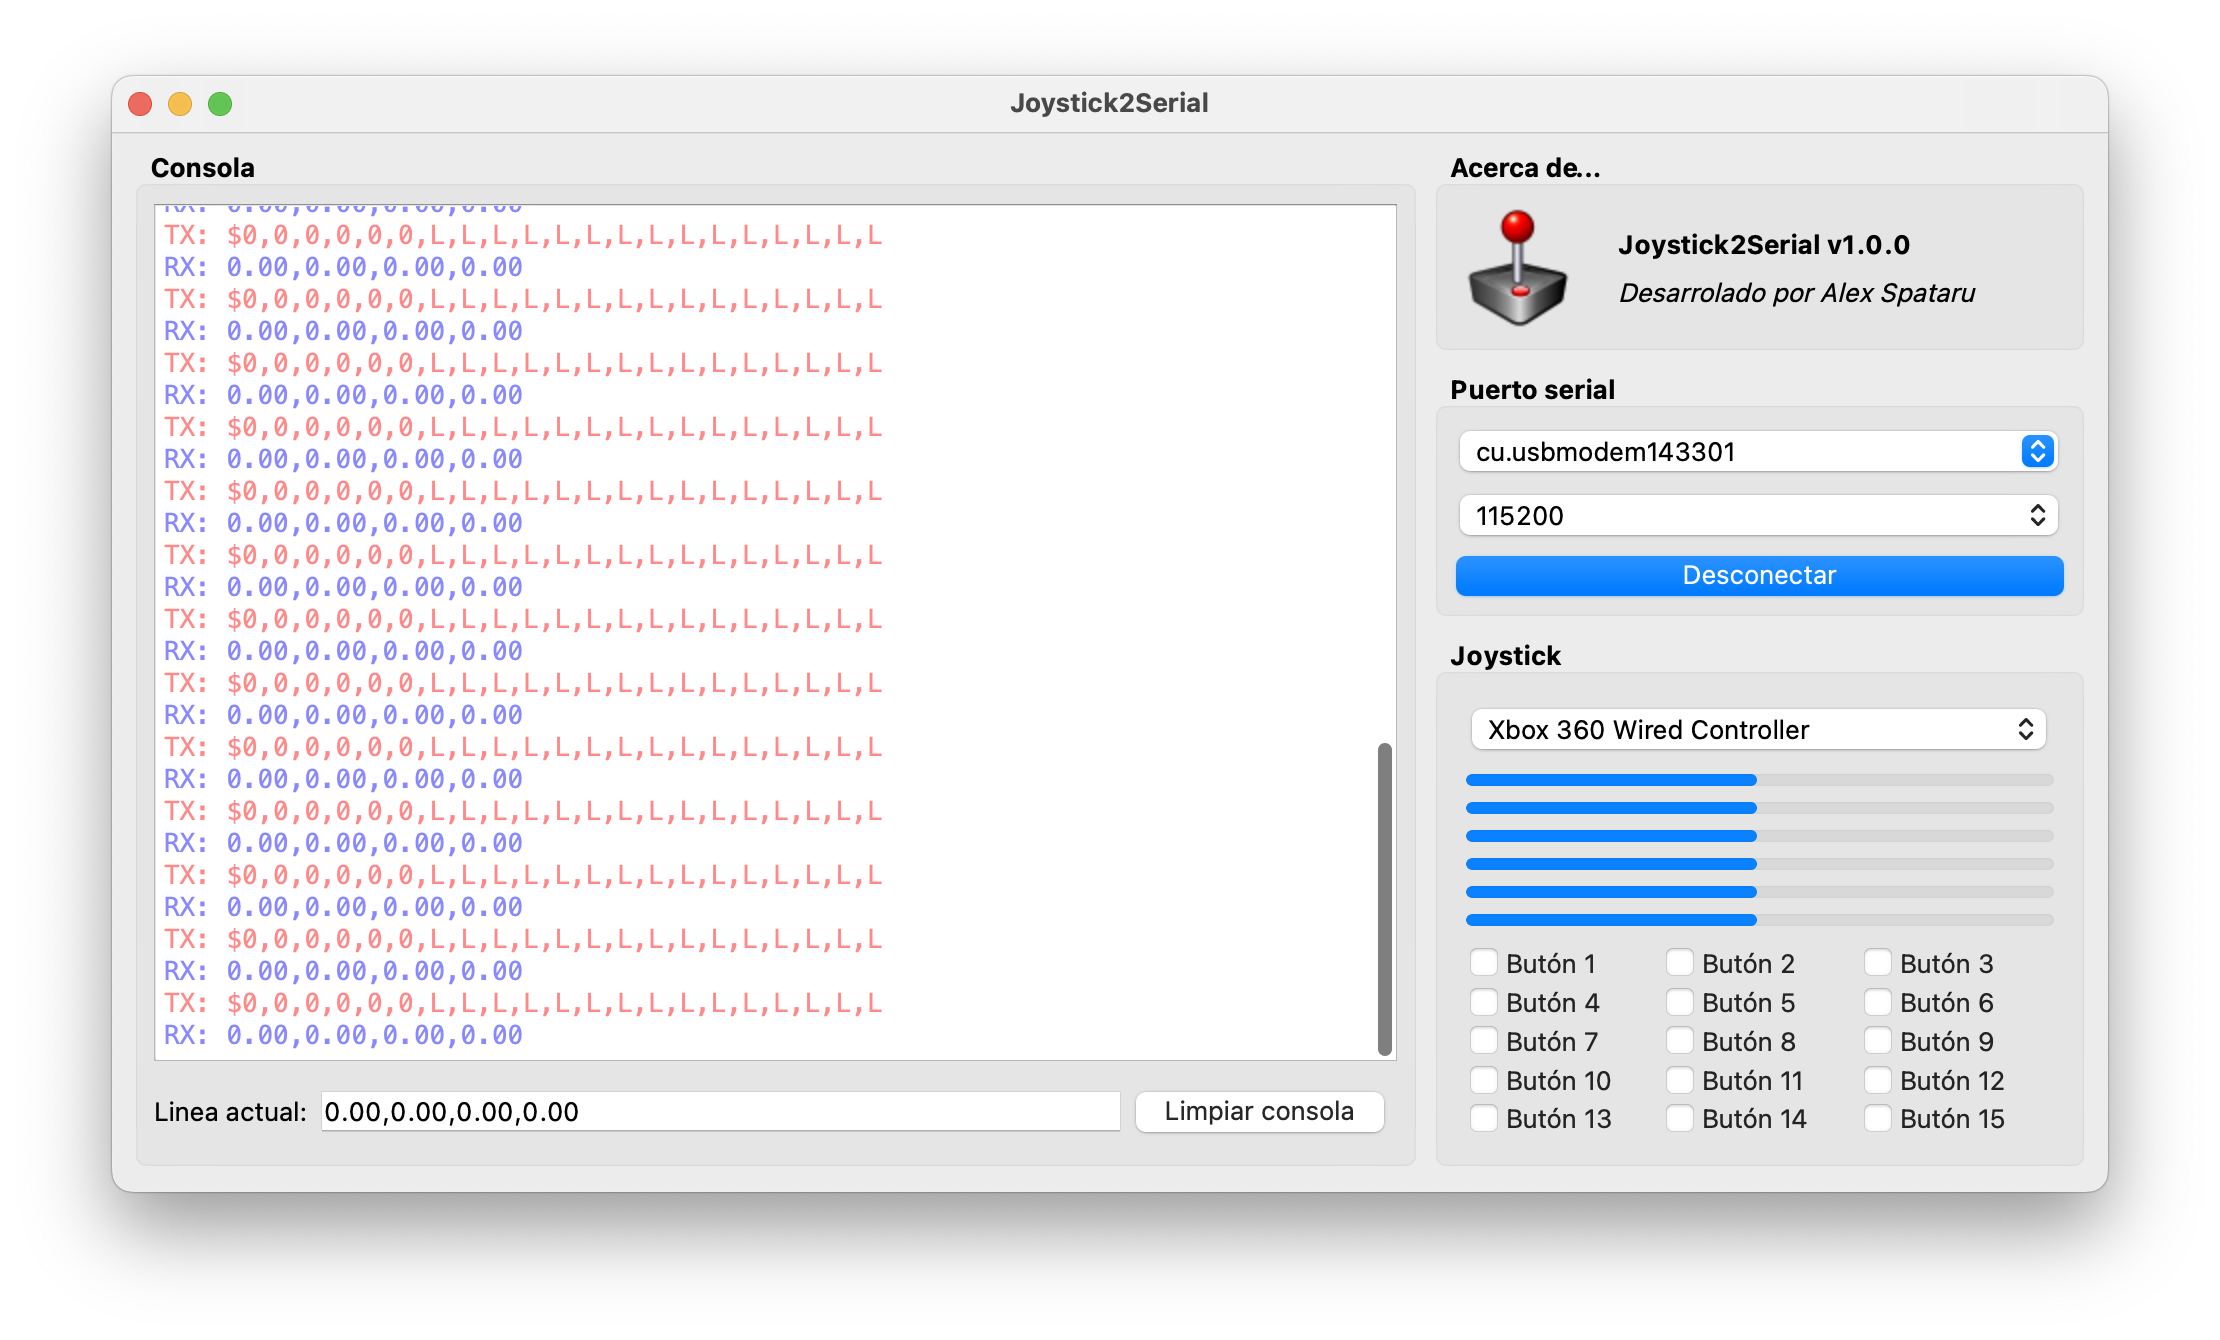 Joystick2Serial
Consola
RX: 0.00,0.00,0.00,0.00
TX: $0,0,0,0,0,0,L,L,L,L,L,L,L,L,L,L,L,L,L,L,L
RX: 0.00,0.00,0.00,0.00
TX: $0,0,0,0,0,0,L,L,L,L,L,L,L,L,L,L,L,L,L,L,L
RX: 0.00,0.00,0.00,0.00
TX: $0,0,0,0,0,0,L,L,L,L,L,L,L,L,L,L,L,L,L,L,L
RX: 0.00,0.00,0.00,0.00
TX: $0,0,0,0,0,0,L,L,L,L,L,L,L,L,L,L,L,L,L,L,L
RX: 0.00,0.00,0.00,0.00
TX: $0,0,0,0,0,0,L,L,L,L,L,L,L,L,L,L,L,L,L,L,L
RX: 0.00,0.00,0.00,0.00
TX: $0,0,0,0,0,0,L,L,L,L,L,L,L,L,L,L,L,L,L,L,L
RX: 0.00,0.00,0.00,0.00
TX: $0,0,0,0,0,0,L,L,L,L,L,L,L,L,L,L,L,L,L,L,L
RX: 0.00,0.00,0.00,0.00
TX: $0,0,0,0,0,0,L,L,L,L,L,L,L,L,L,L,L,L,L,L,L
RX: 0.00,0.00,0.00,0.00
TX: $0,0,0,0,0,0,L,L,L,L,L,L,L,L,L,L,L,L,L,L,L
RX: 0.00,0.00,0.00,0.00
TX: $0,0,0,0,0,0,L,L,L,L,L,L,L,L,L,L,L,L,L,L,L
RX: 0.00,0.00,0.00,0.00
TX: $0,0,0,0,0,0,L,L,L,L,L,L,L,L,L,L,L,L,L,L,L
RX: 0.00,0.00,0.00,0.00
TX: $0,0,0,0,0,0,L,L,L,L,L,L,L,L,L,L,L,L,L,L,L
RX: 0.00,0.00,0.00,0.00
TX: $0,0,0,0,0,0,L,L,L,L,L,L,L,L,L,L,L,L,L,L,L
RX: 0.00,0.00,0.00,0.00
Linea actual: 0.00,0.00,0.00,0.00 Limpiar consola
Acerca de...
Joystick2Serial v1.0.0
Desarrolado por Alex Spataru
Puerto serial
cu.usbmodem143301
115200
Desconectar
Joystick
Xbox 360 Wired Controller
Butón 1 Butón 2 Butón 3
Butón 4 Butón 5 Butón 6
Butón 7 Butón 8 Butón 9
Butón 10 Butón 11 Butón 12
Butón 13 Butón 14 Butón 15